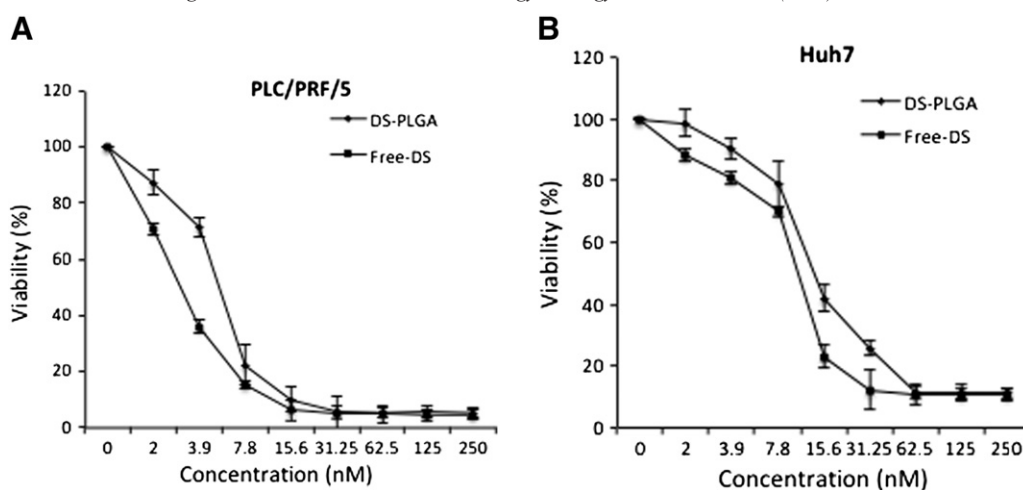 A
PLC/PRF/5
DS-PLGA
Free-DS
Viability (%)
120
100
80
60
40
20
0
0 2 3.9 7.8 15.6 31.25 62.5 125 250
Concentration (nM)
B
Huh7
DS-PLGA
Free-DS
Viability (%)
120
100
80
60
40
20
0
0 2 3.9 7.8 15.6 31.25 62.5 125 250
Concentration (nM)